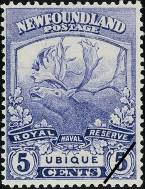 NEWFOUNDLAND
POSTAGE
ROYAL NAVAL RESERVE
5 UBIQUE 5
CENTS